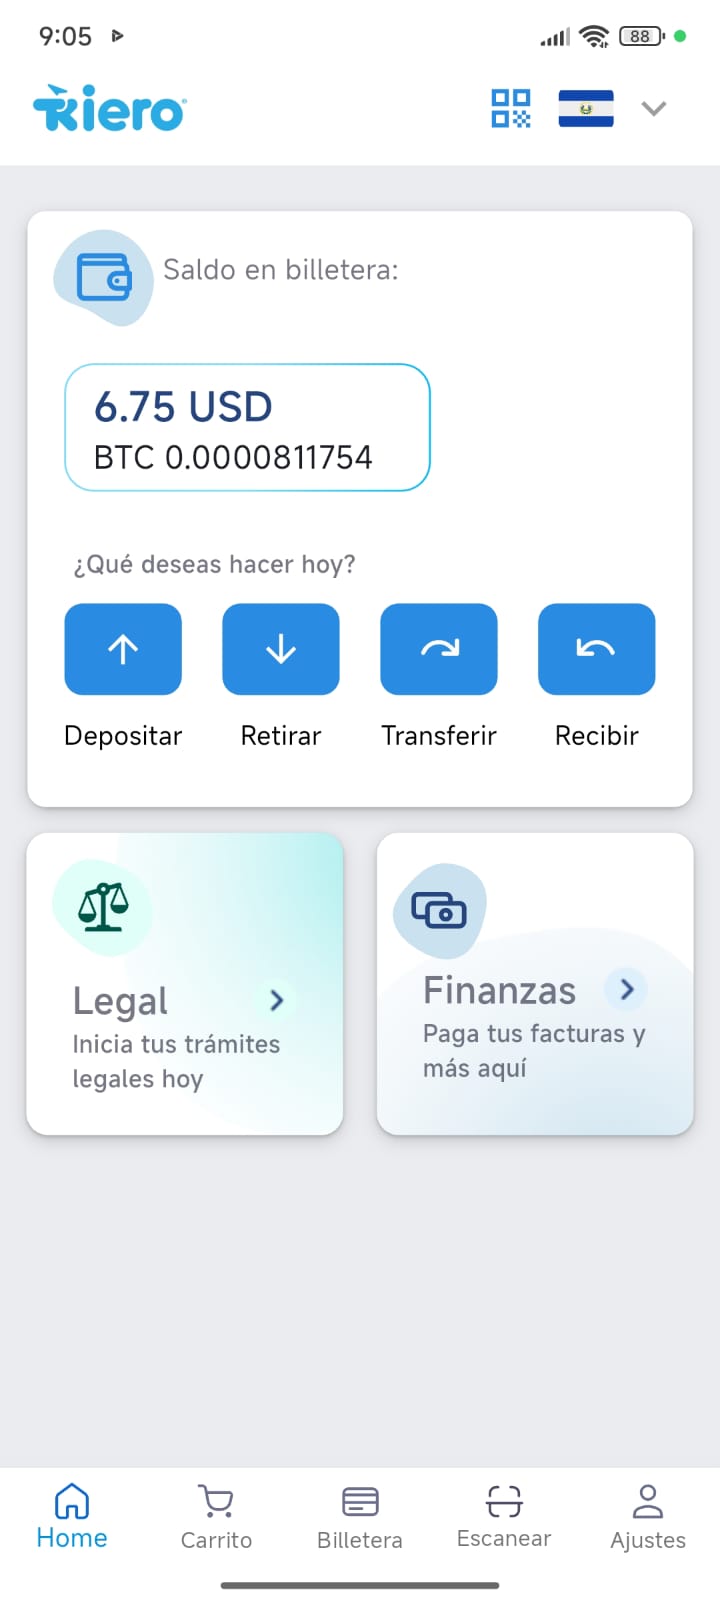 9:05
88
Kiero
Saldo en billetera:
6.75 USD
BTC 0.0000811754
¿Qué deseas hacer hoy?
Depositar
Retirar
Transferir
Recibir
Legal
Inicia tus trámites
legales hoy
Finanzas
Paga tus facturas y
más aquí
Home
Carrito
Billetera
Escanear
Ajustes